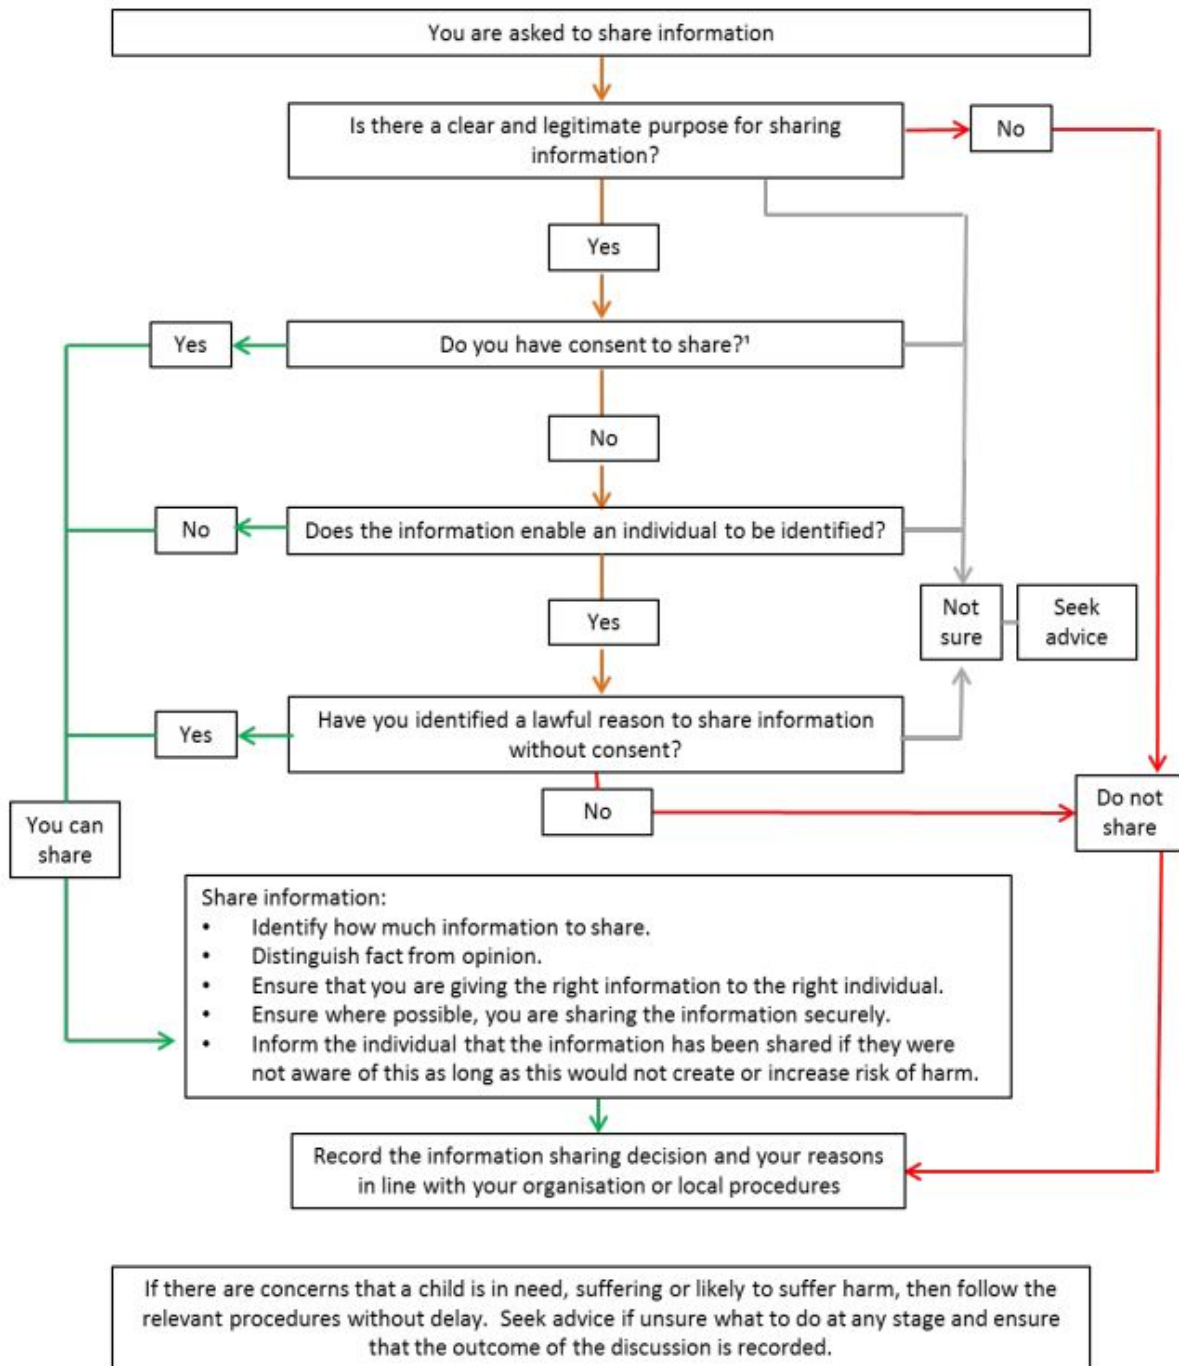 You are asked to share information
Is there a clear and legitimate purpose for sharing
information?
No
Yes
Yes
Do you have consent to share?¹
No
No
Does the information enable an individual to be identified?
Yes
Not
sure
Seek
advice
Yes
Have you identified a lawful reason to share information
without consent?
No
Do not
share
You can
share
Share information:
• Identify how much information to share.
• Distinguish fact from opinion.
• Ensure that you are giving the right information to the right individual.
• Ensure where possible, you are sharing the information securely.
• Inform the individual that the information has been shared if they were
not aware of this as long as this would not create or increase risk of harm.
Record the information sharing decision and your reasons
in line with your organisation or local procedures
If there are concerns that a child is in need, suffering or likely to suffer harm, then follow the
relevant procedures without delay. Seek advice if unsure what to do at any stage and ensure
that the outcome of the discussion is recorded.